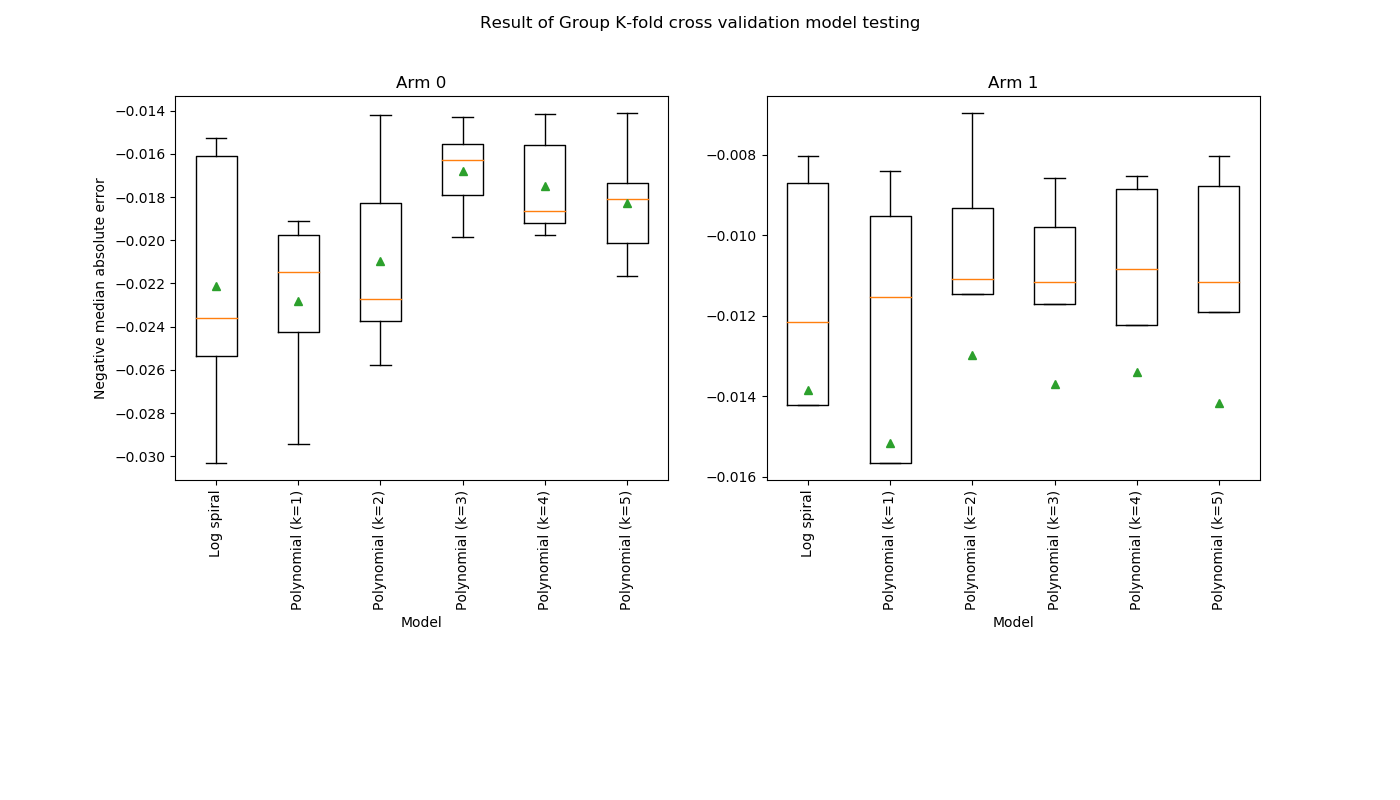 Result of Group K-fold cross validation model testing
Arm 0
−0.014
−0.016
−0.018
−0.020
−0.022
−0.024
−0.026
−0.028
−0.030
Negative median absolute error
Log spiral
Polynomial (k=1)
Polynomial (k=2)
Polynomial (k=3)
Polynomial (k=4)
Polynomial (k=5)
Model
Arm 1
−0.008
−0.010
−0.012
−0.014
−0.016
Log spiral
Polynomial (k=1)
Polynomial (k=2)
Polynomial (k=3)
Polynomial (k=4)
Polynomial (k=5)
Model